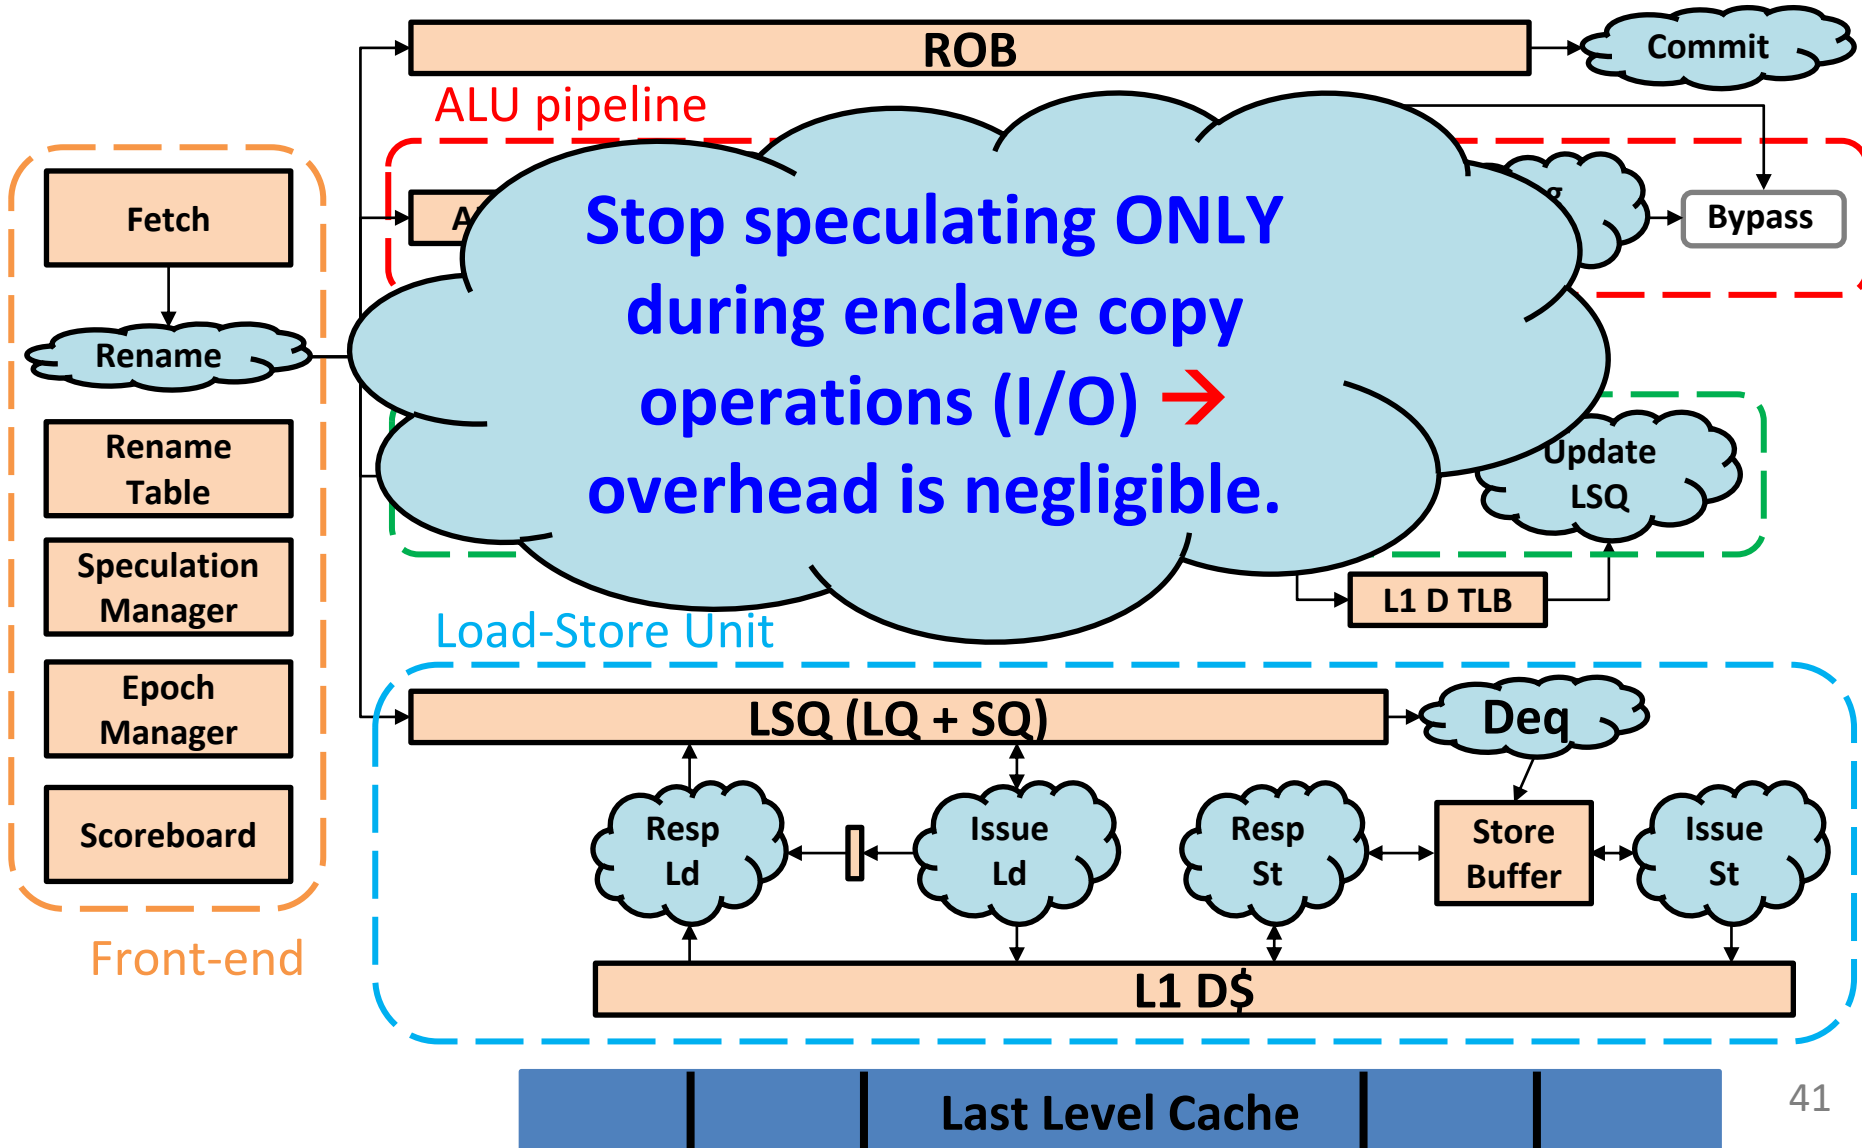 ROB
Commit
ALU pipeline
Fetch
Bypass
Stop speculating ONLY
during enclave copy
operations (I/O) →
overhead is negligible.
Rename
Rename
Table
Update
LSQ
Speculation
Manager
L1 D TLB
Load-Store Unit
Epoch
Manager
LSQ (LQ + SQ)
Deq
Scoreboard
Resp
Ld
Issue
Ld
Resp
St
Store
Buffer
Issue
St
Front-end
L1 D$
Last Level Cache
41